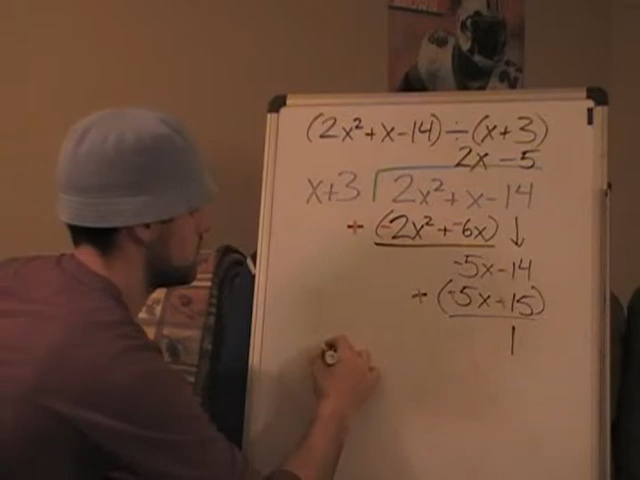 (2x²+x-14)÷(x+3)
2x-5
x+3 2x²+x-14
+ (-2x²+-6x) ↓
-5x-14
+ (-5x+15)
1